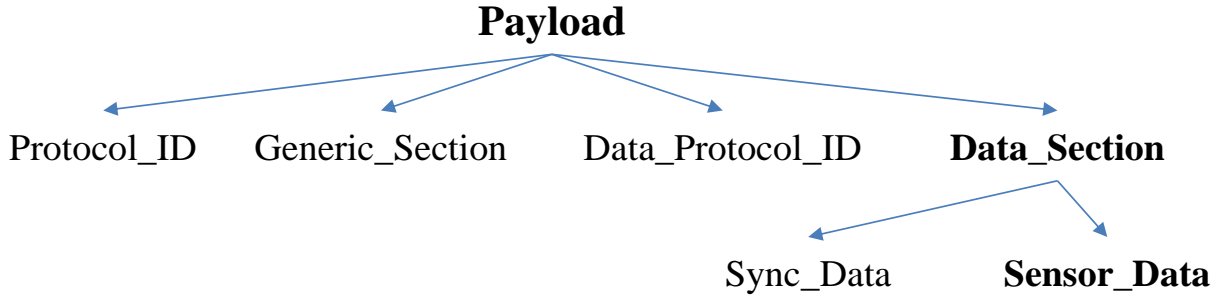 Payload
Protocol_ID Generic_Section Data_Protocol_ID Data_Section
Sync_Data Sensor_Data